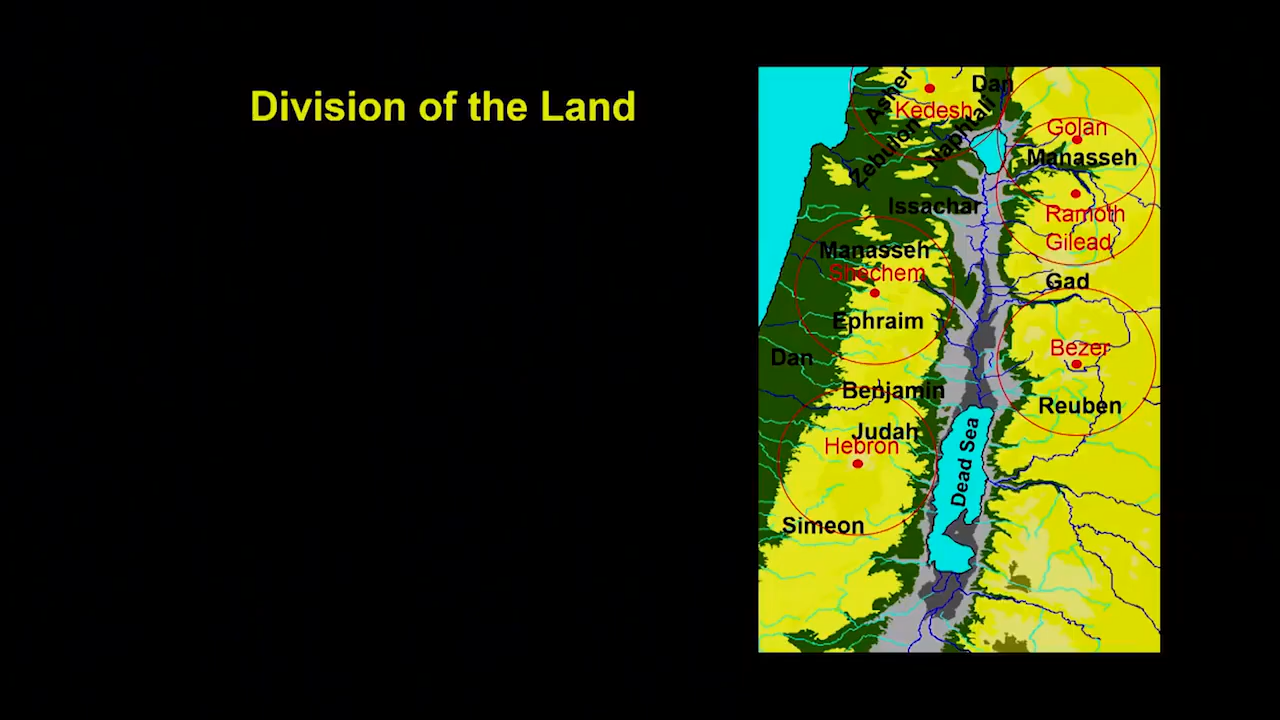 Division of the Land
Dan
Asher
Kedesh
Naphtali
Zebulen
Golan
Manasseh
Issachar
Ramoth
Gilead
Manasseh
Shechem
Gad
Ephraim
Dan
Bezer
Benjamin
Reuben
Judah
Hebron
Dead Sea
Simeon